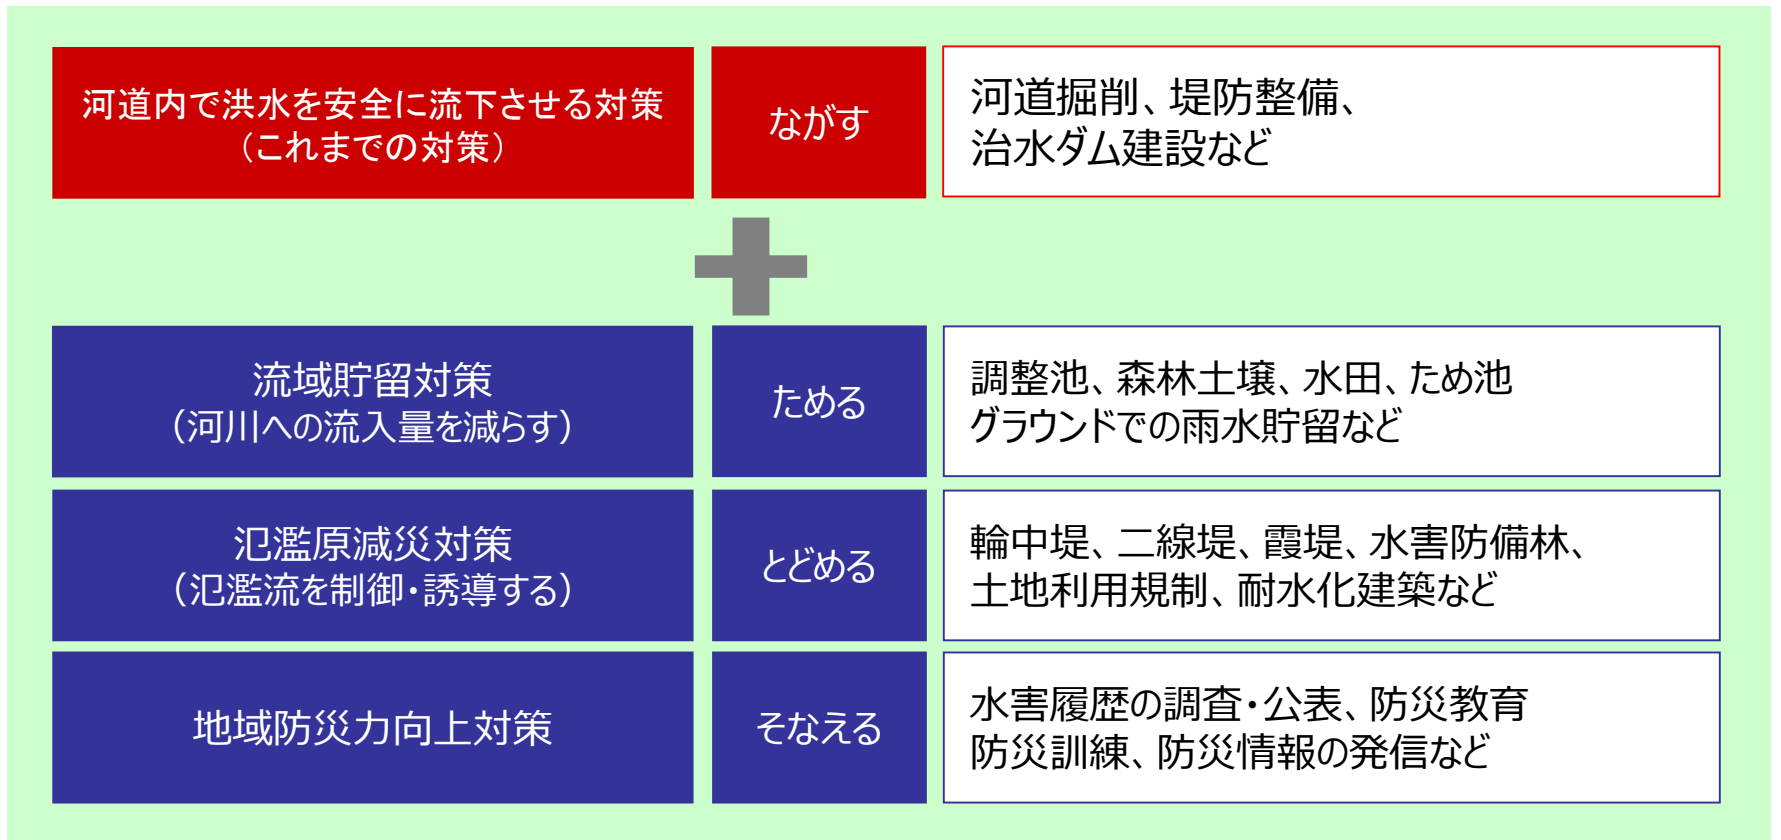 河道内で洪水を安全に流下させる対策
（これまでの対策）
ながす
河道掘削、堤防整備、
治水ダム建設など
流域貯留対策
（河川への流入量を減らす）
ためる
調整池、森林土壌、水田、ため池
グラウンドでの雨水貯留など
氾濫原減災対策
（氾濫流を制御・誘導する）
とどめる
輪中堤、二線堤、霞堤、水害防備林、
土地利用規制、耐水化建築など
地域防災力向上対策
そなえる
水害履歴の調査・公表、防災教育
防災訓練、防災情報の発信など